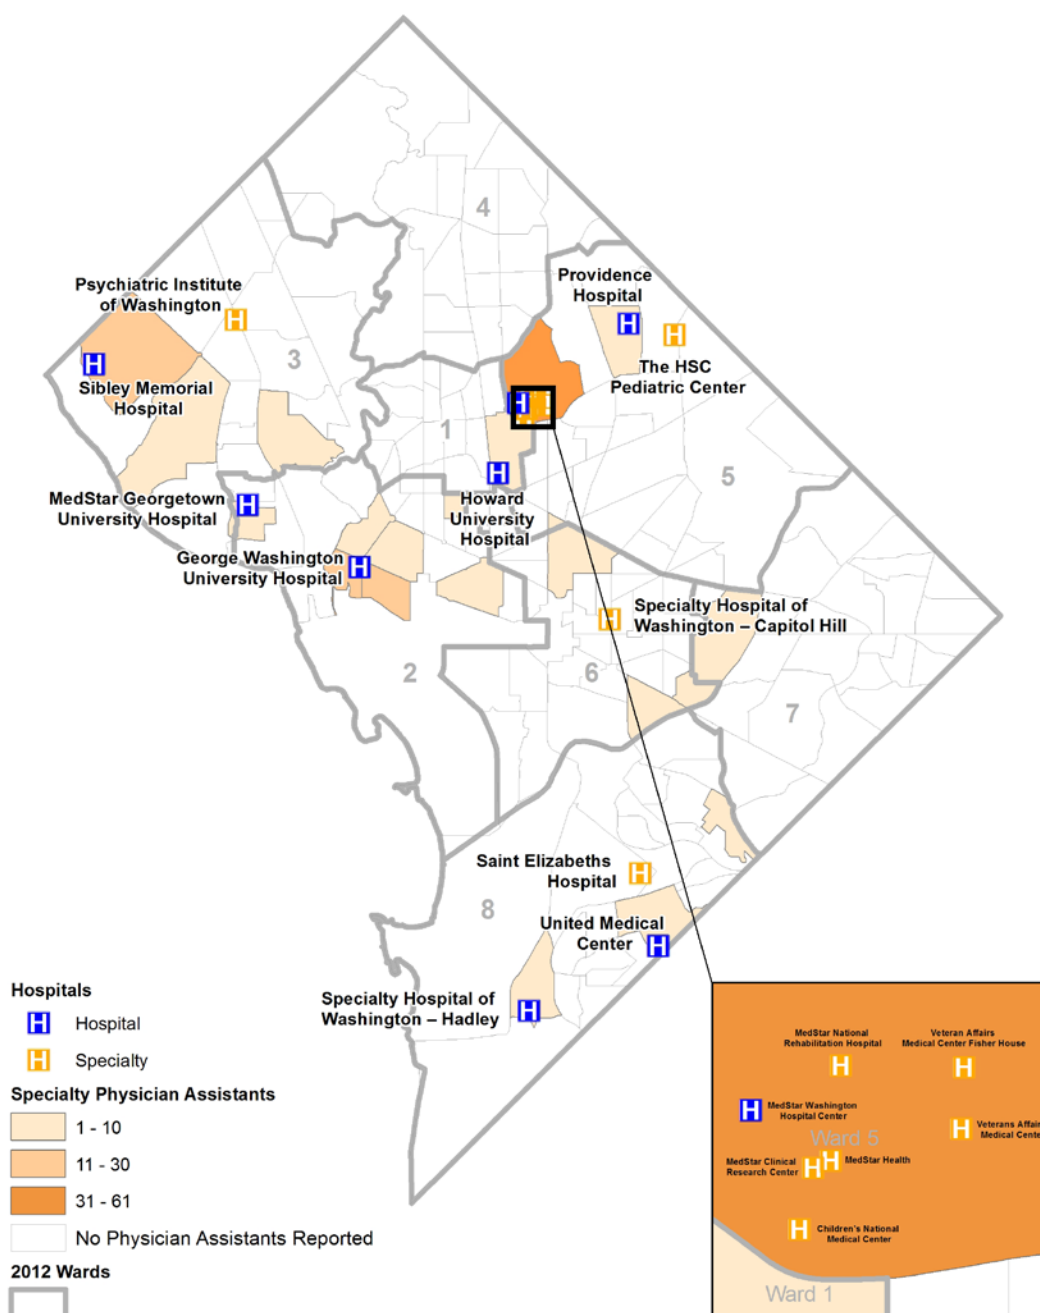 4
Providence
Hospital
H
Psychiatric Institute
of Washington
H
H
3
The HSC
Pediatric Center
H
Sibley Memorial
Hospital
H
1
5
H
MedStar Georgetown
University Hospital
H
Howard
University
Hospital
George Washington
University Hospital
H
Specialty Hospital of
Washington – Capitol Hill
H
2
6
7
Saint Elizabeths
Hospital
H
8
United Medical
Center
H
Specialty Hospital of
Washington – Hadley
H
Hospitals
H Hospital
H Specialty
Specialty Physician Assistants
1 - 10
11 - 30
31 - 61
No Physician Assistants Reported
2012 Wards
MedStar National
Rehabilitation Hospital
H
Veteran Affairs
Medical Center Fisher House
H
H
MedStar Washington
Hospital Center
H
Veterans Affair
Medical Cente
Ward 5
MedStar Clinical
Research Center
H
H
MedStar Health
H
Children's National
Medical Center
Ward 1